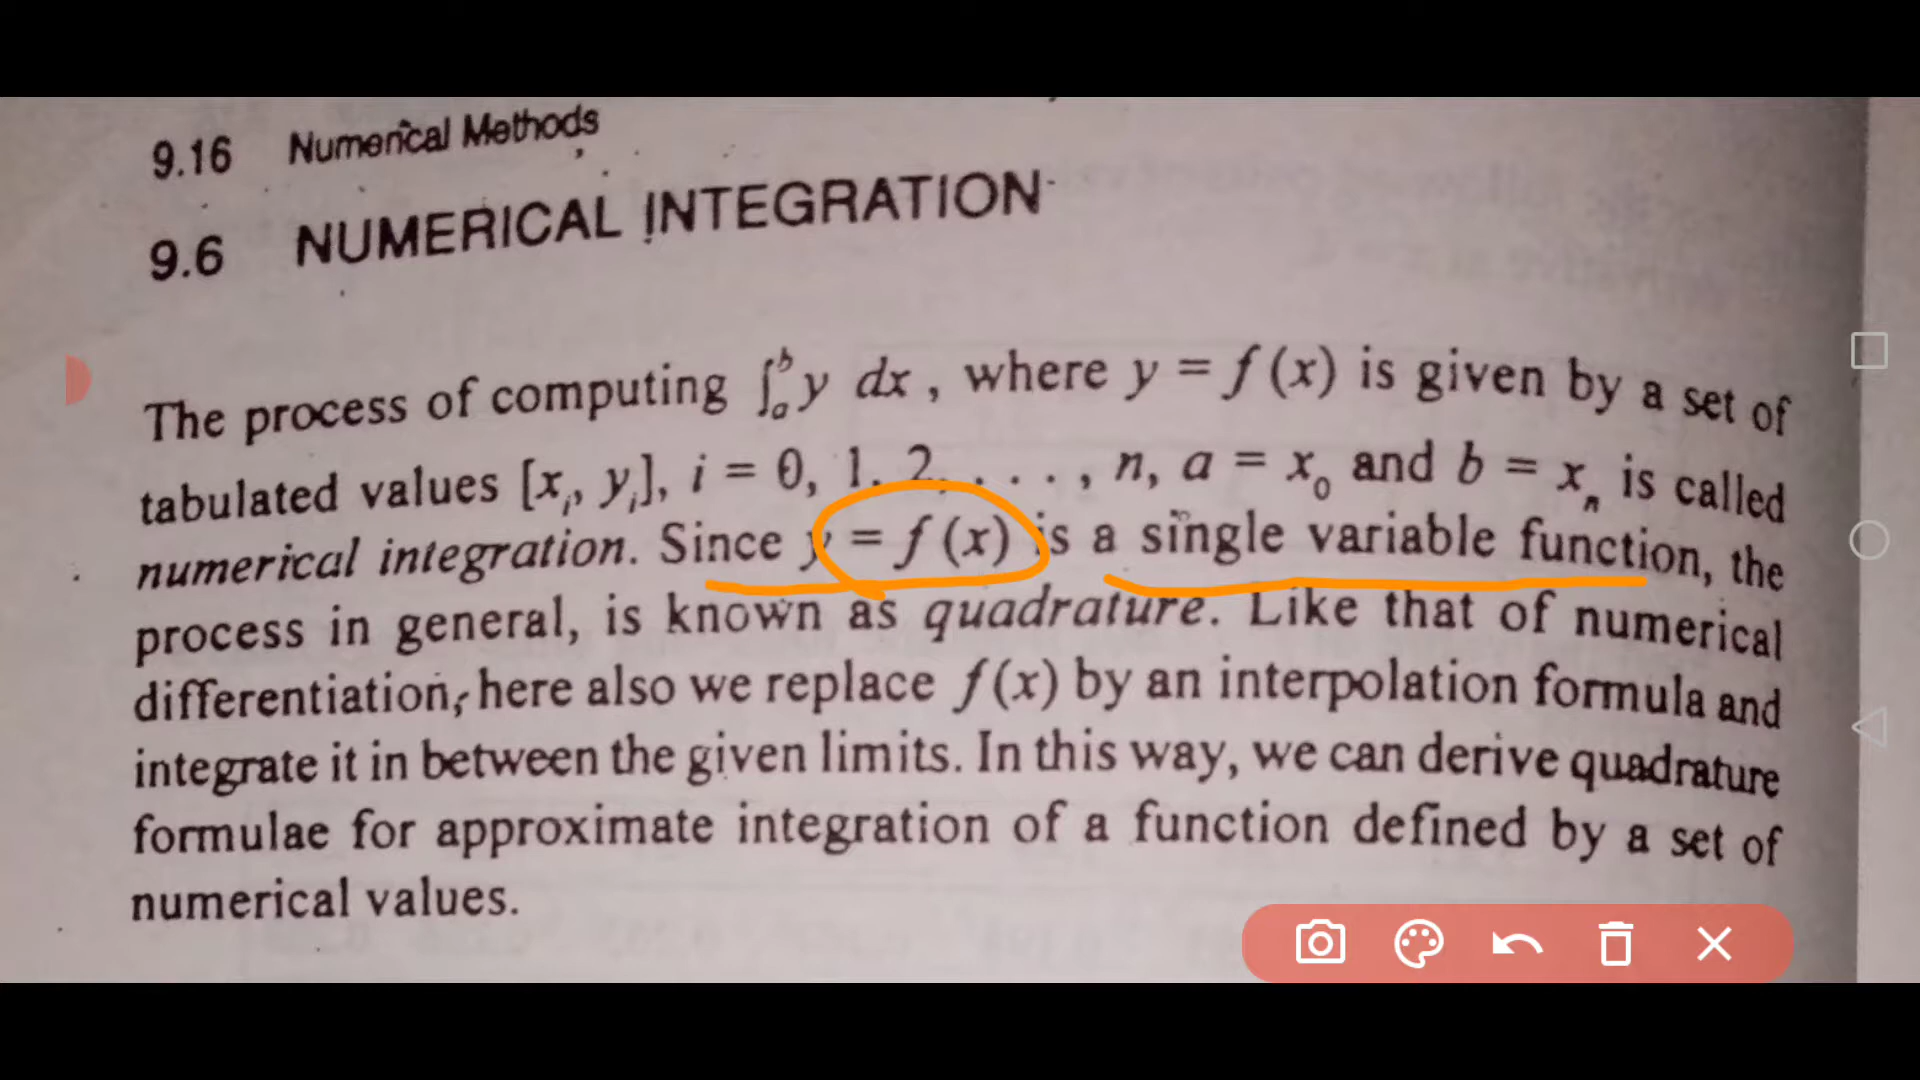 9.16 Numerical Methods
9.6 NUMERICAL INTEGRATION
The process of computing ∫ₐᵇ y dx, where y = f (x) is given by a set of
tabulated values [xᵢ, yᵢ], i = 0, 1, 2, . . . , n, a = x₀ and b = xₙ is called
numerical integration. Since y = f (x) is a single variable function, the
process in general, is known as quadrature. Like that of numerical
differentiation, here also we replace f(x) by an interpolation formula and
integrate it in between the given limits. In this way, we can derive quadrature
formulae for approximate integration of a function defined by a set of
numerical values.